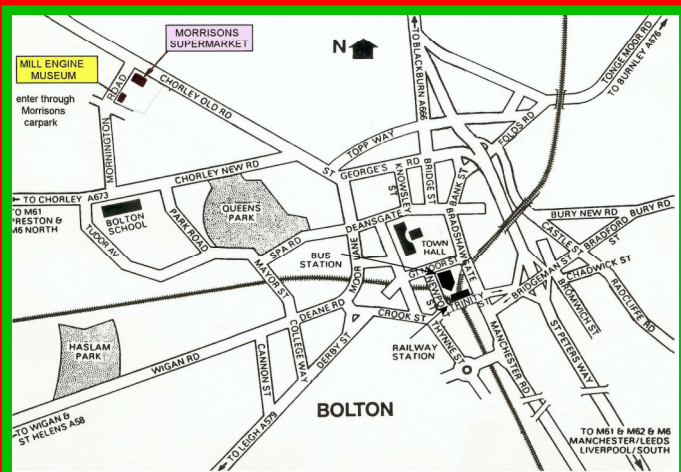 MORRISONS
SUPERMARKET
MILL ENGINE
MUSEUM
enter through
Morrisons
carpark
N
MORNINGTON
ROAD
CHORLEY OLD RD
TO BLACKBURN A666
TONGE MOOR RD
TO BURNLEY A676
TOPP WAY
FOLDS RD
ST GEORGE'S RD
KNOWSLEY
ST
BRIDGE ST
BANK ST
CHORLEY NEW RD
TO CHORLEY A673
TO M61
PRESTON &
M6 NORTH
BOLTON
SCHOOL
QUEENS
PARK
PARK ROAD
TUDOR AV
SPA RD
DEANSGATE
MAYOR ST
BUS
STATION
MOOR LANE
TOWN
HALL
BRADSHAWGATE
GT MOOR ST
NEWPORT ST
TRINITY ST
BURY NEW RD
BURY RD
BRADFORD
ST
CASTLE ST
BRIDGEMAN ST
CHADWICK ST
BROMWICH ST
RADCLIFFE RD
DEANE RD
CROOK ST
COLLEGE WAY
CANNON ST
DERBY ST
RAILWAY
STATION
THYNNE ST
MANCHESTER RD
ST PETERS WAY
HASLAM
PARK
WIGAN RD
TO WIGAN &
ST HELENS A58
TO LEIGH A579
BOLTON
TO M61 & M62 & M6
MANCHESTER/LEEDS
LIVERPOOL/SOUTH